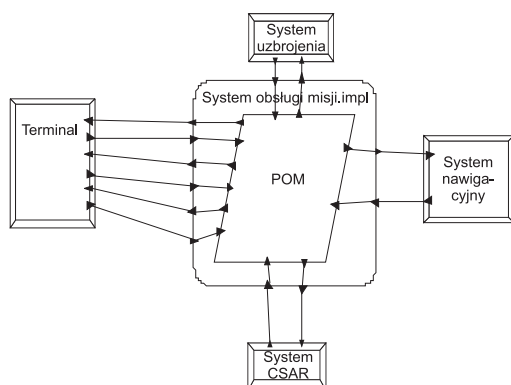 System
uzbrojenia
System obsługi misji.impl
Terminal
POM
System
nawiga-
cyjny
System
CSAR